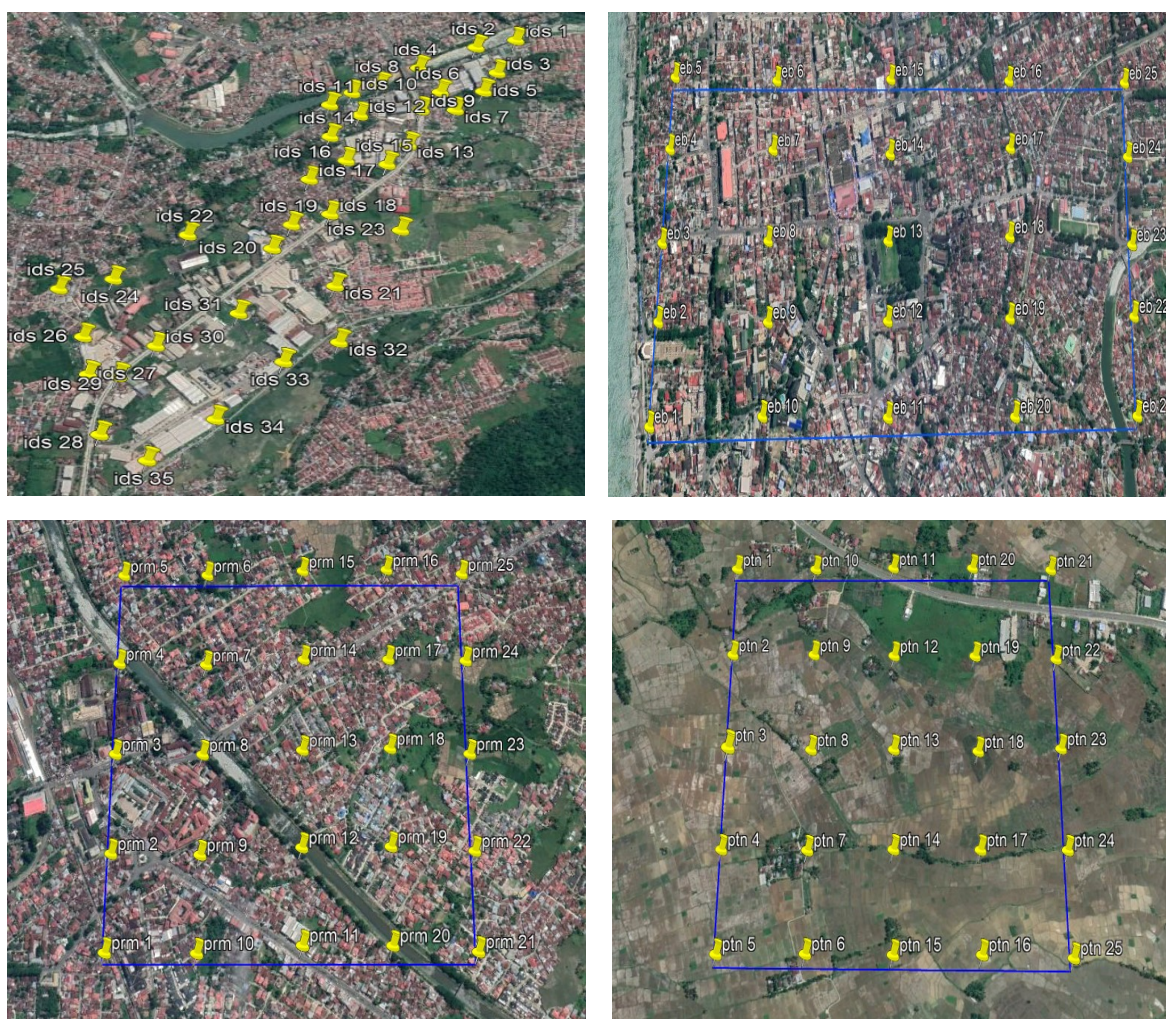 ids 2
ids 1
ids 4
ids 3
ids 8
ids 6
ids 5
ids 10
ids 11
ids 12
ids 9
ids 7
ids 14
ids 15
ids 13
ids 16
ids 17
ids 19
ids 18
ids 22
ids 23
ids 20
ids 25
ids 24
ids 21
ids 31
ids 26
ids 30
ids 32
ids 29
ids 27
ids 33
ids 28
ids 34
ids 35
eb 5
eb 6
eb 15
eb 16
eb 25
eb 4
eb 7
eb 14
eb 17
eb 24
eb 3
eb 8
eb 13
eb 18
eb 23
eb 2
eb 9
eb 12
eb 19
eb 22
eb 1
eb 10
eb 11
eb 20
eb 2
prm 5
prm 6
prm 15
prm 16
prm 25
prm 4
prm 7
prm 14
prm 17
prm 24
prm 3
prm 8
prm 13
prm 18
prm 23
prm 2
prm 9
prm 12
prm 19
prm 22
prm 1
prm 10
prm 11
prm 20
prm 21
ptn 1
ptn 10
ptn 11
ptn 20
ptn 21
ptn 2
ptn 9
ptn 12
ptn 19
ptn 22
ptn 3
ptn 8
ptn 13
ptn 18
ptn 23
ptn 4
ptn 7
ptn 14
ptn 17
ptn 24
ptn 5
ptn 6
ptn 15
ptn 16
ptn 25